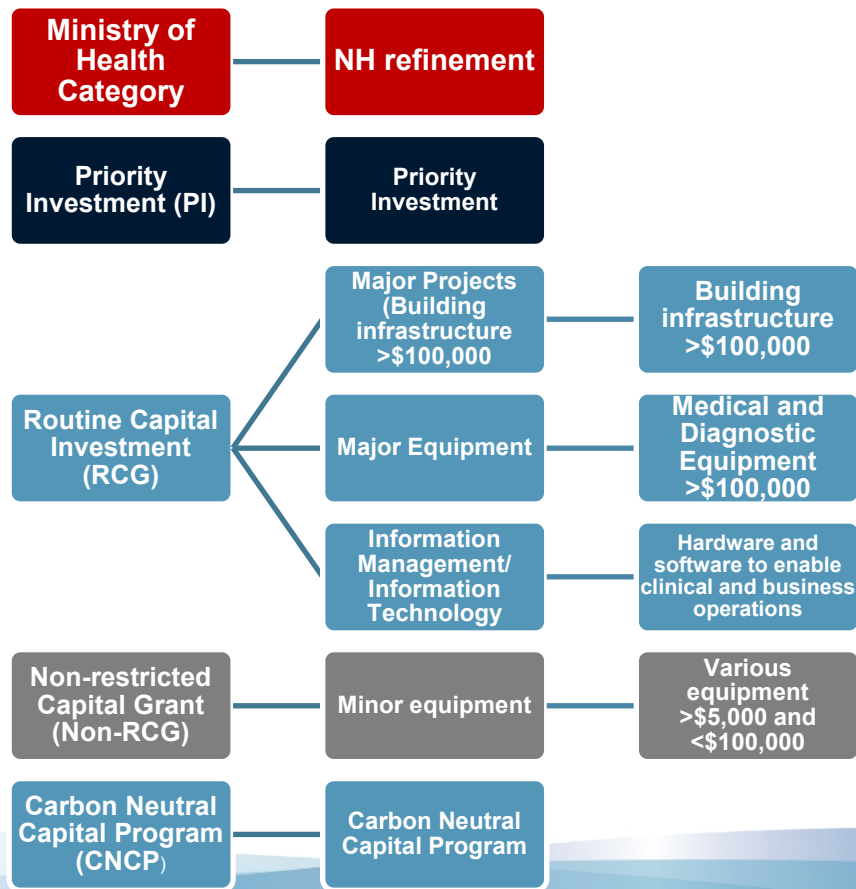 Ministry of
Health
Category
NH refinement
Priority
Investment (PI)
Priority
Investment
Routine Capital
Investment
(RCG)
Major Projects
(Building
infrastructure
>$100,000
Building
infrastructure
>$100,000
Major Equipment
Medical and
Diagnostic
Equipment
>$100,000
Information
Management/
Information
Technology
Hardware and
software to enable
clinical and business
operations
Non-restricted
Capital Grant
(Non-RCG)
Minor equipment
Various
equipment
>$5,000 and
<$100,000
Carbon Neutral
Capital Program
(CNCP)
Carbon Neutral
Capital Program